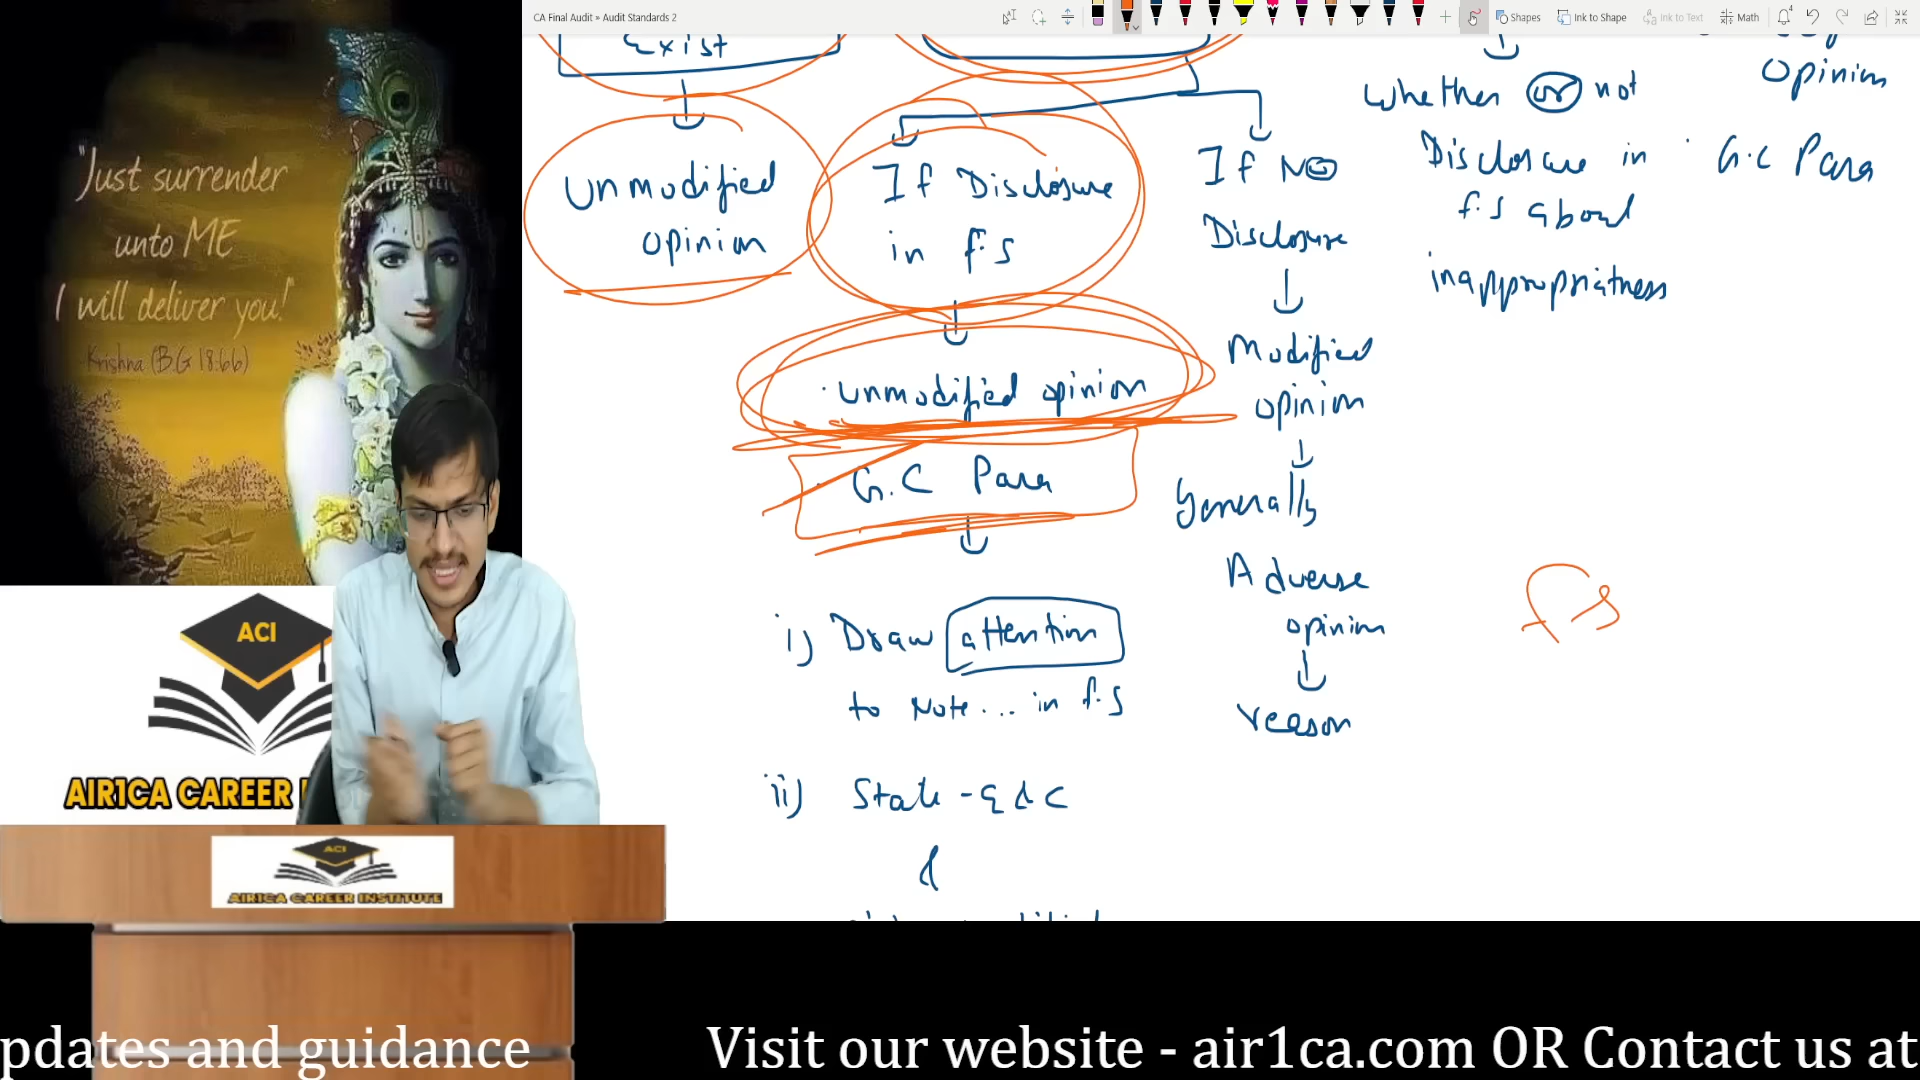 CA Final Audit » Audit Standards 2
Shapes
Ink to Shape
Ink to Text
Math
"Just surrender
unto ME
I will deliver you!"
Krishna (B.G 18.66)
Exist
Unmodified
opinion
If Disclosure
in F.S
Unmodified opinion
G.C Para
i) Draw attention
to Note... in f.S
ii) State - E & C
&
If NO
Disclosure
Modified
opinion
Generally
Adverse
opinion
reason
Whether or not
Disclosure in
f.S about
inappropriatness
Opinion
G.C Para
FS
ACI
AIR1CA CAREER I
ACI
AIR1CA CAREER INSTITUTE
pdates and guidance
Visit our website - air1ca.com OR Contact us at